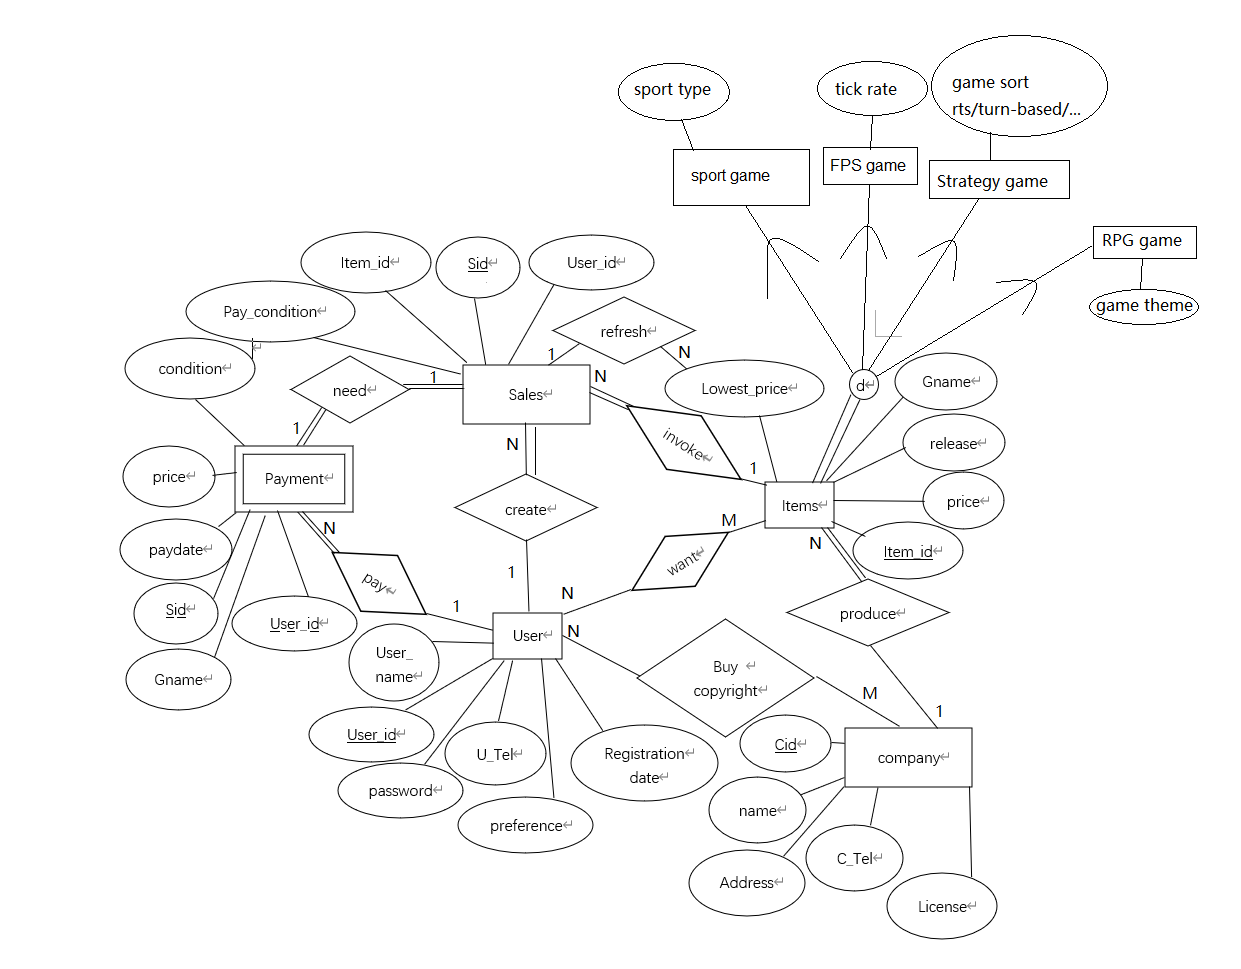 sport type
tick rate
game sort
rts/turn-based/...
sport game
FPS game
Strategy game
RPG game
game theme
Item_id↵
Sid↵
User_id↵
Pay_condition↵
↵
refresh↵
condition↵
need↵
1
1
N
N
Sales↵
Lowest_price↵
d↵
Gname↵
1
invoke↵
release↵
N
price↵
Payment↵
1
Items↵
price↵
create↵
M
N
N
paydate↵
pay↵
want↵
Item_id↵
1
N
Sid↵
User_id↵
1
produce↵
User↵
N
User_
name↵
Gname↵
Buy ↵
copyright↵
M
1
User_id↵
Cid↵
U_Tel↵
Registration↵
date↵
company↵
password↵
name↵
preference↵
C_Tel↵
Address↵
License↵